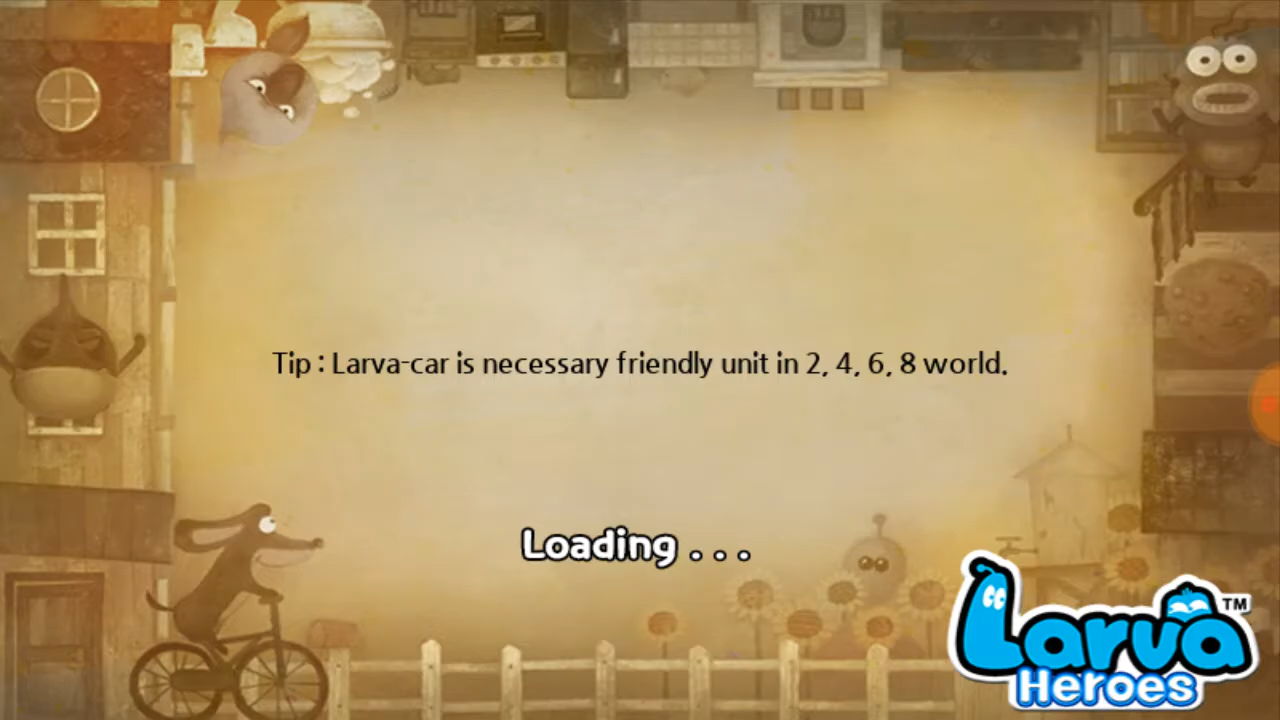 Tip : Larva-car is necessary friendly unit in 2, 4, 6, 8 world.
Loading . . .
Larva TM
Heroes